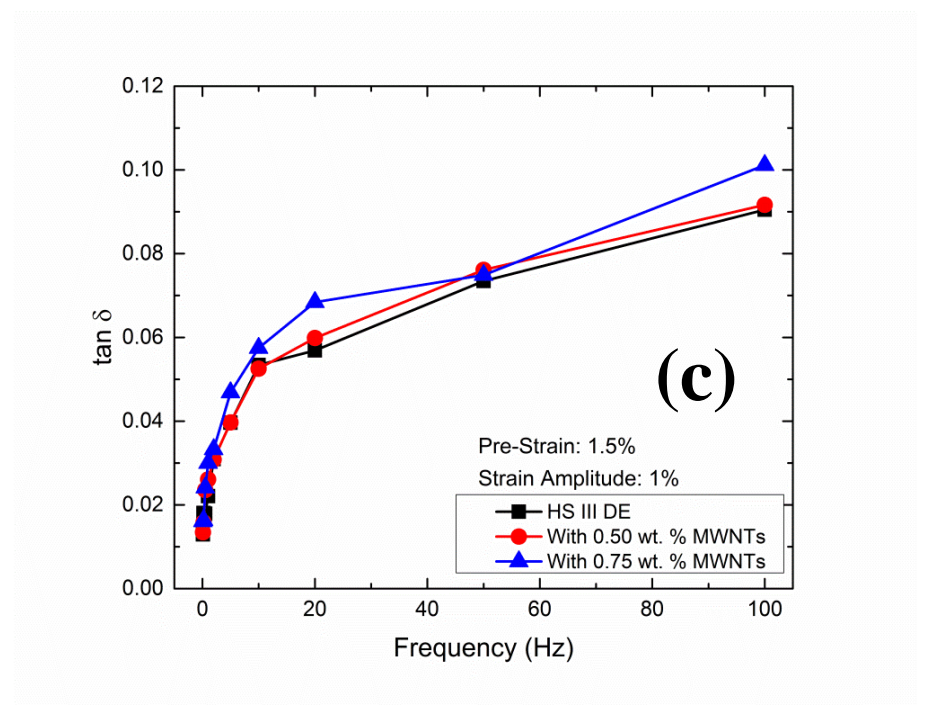 0.12
0.10
0.08
0.06
0.04
0.02
0.00
tan δ
(c)
Pre-Strain: 1.5%
Strain Amplitude: 1%
HS III DE
With 0.50 wt. % MWNTs
With 0.75 wt. % MWNTs
0 20 40 60 80 100
Frequency (Hz)